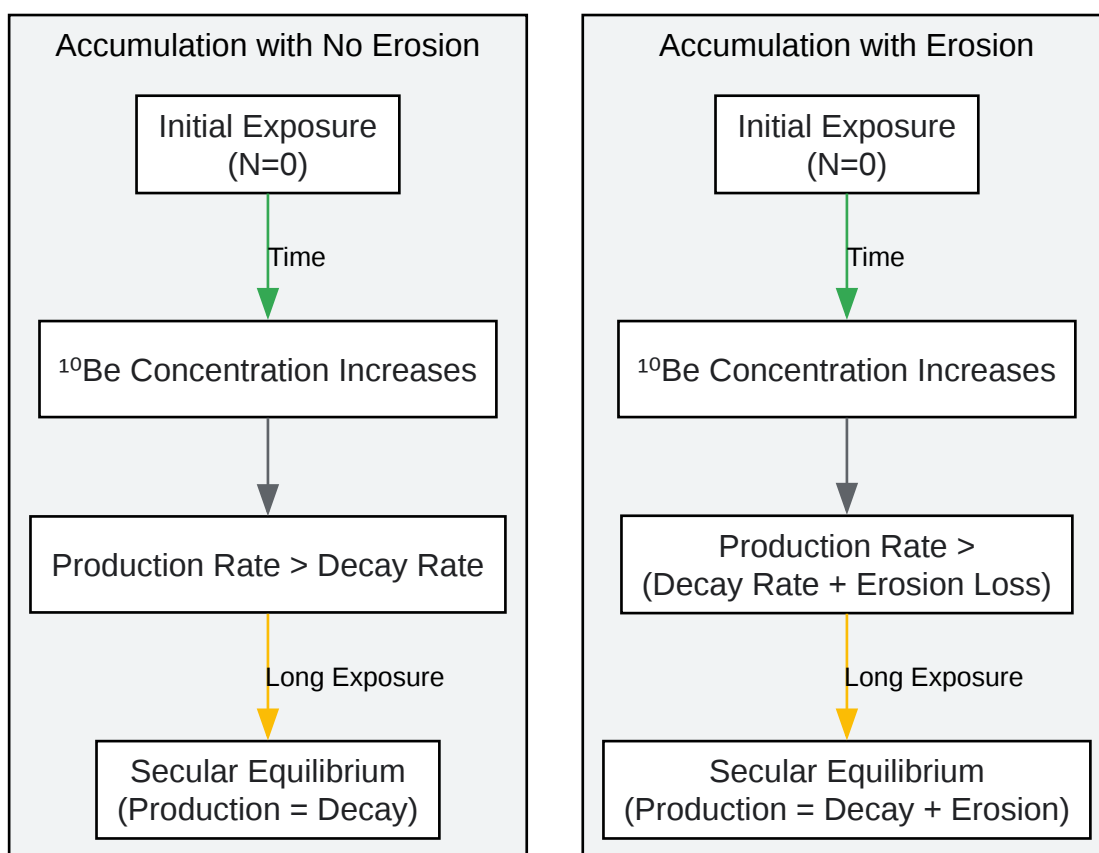 Accumulation with No Erosion
Initial Exposure
(N=0)
Time
¹⁰Be Concentration Increases
Production Rate > Decay Rate
Long Exposure
Secular Equilibrium
(Production = Decay)
Accumulation with Erosion
Initial Exposure
(N=0)
Time
¹⁰Be Concentration Increases
Production Rate >
(Decay Rate + Erosion Loss)
Long Exposure
Secular Equilibrium
(Production = Decay + Erosion)